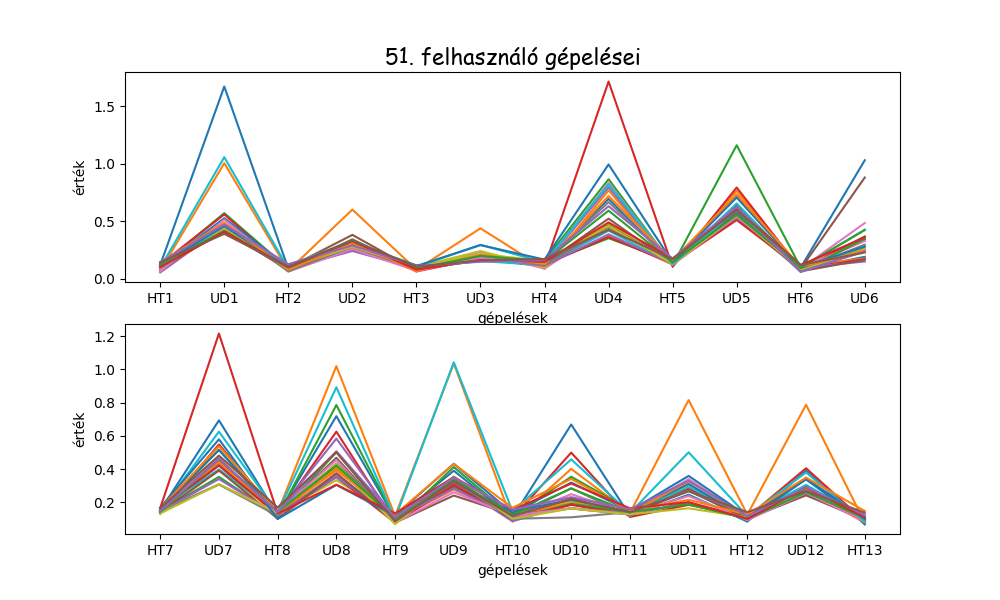 51. felhasználó gépelései
érték
1.5
1.0
0.5
0.0
HT1 UD1 HT2 UD2 HT3 UD3 HT4 UD4 HT5 UD5 HT6 UD6
gépelések
érték
1.2
1.0
0.8
0.6
0.4
0.2
HT7 UD7 HT8 UD8 HT9 UD9 HT10 UD10 HT11 UD11 HT12 UD12 HT13
gépelések